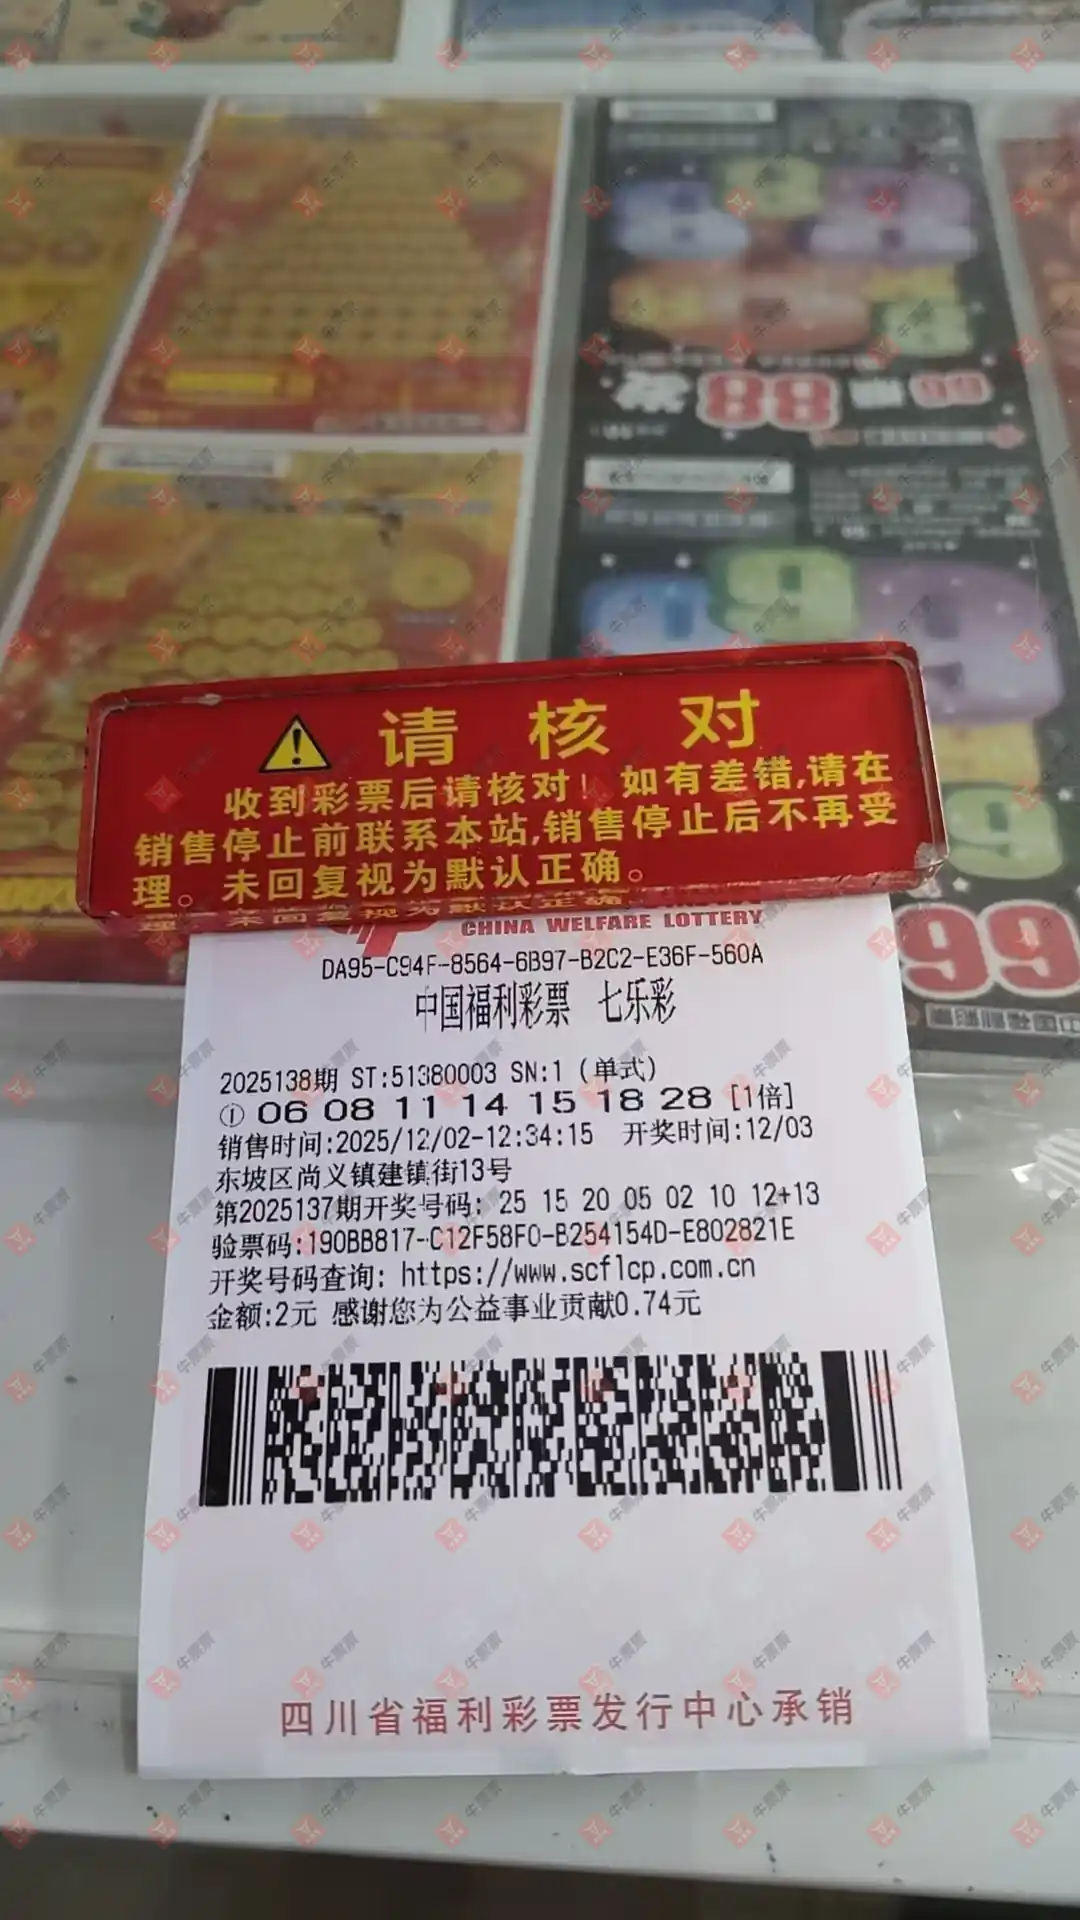 请核对
收到彩票后请核对！如有差错,请在
销售停止前联系本站,销售停止后不再受
理。未回复视为默认正确。
CHINA WELFARE LOTTERY
DA95-C94F-8564-6B97-B2C2-E36F-560A
中国福利彩票 七乐彩
2025138期 ST:51380003 SN:1 (单式)
① 06 08 11 14 15 18 28 [1倍]
销售时间:2025/12/02-12:34:15 开奖时间:12/03
东坡区尚义镇建镇街13号
第2025137期开奖号码: 25 15 20 05 02 10 12+13
验票码:190BB817-C12F58F0-B254154D-E802821E
开奖号码查询: https://www.scflcp.com.cn
金额:2元 感谢您为公益事业贡献0.74元
四川省福利彩票发行中心承销
88
99
牛票票